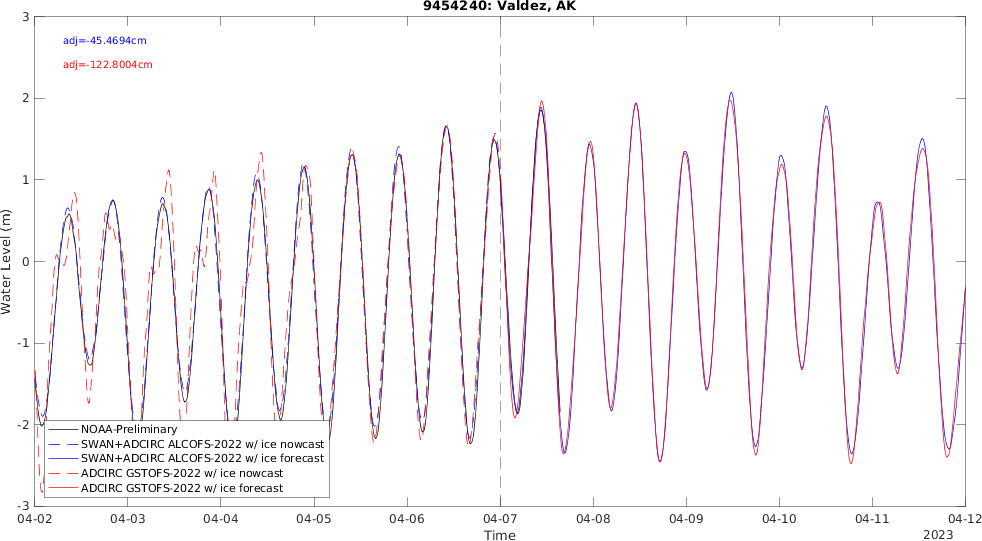 9454240: Valdez, AK
adj=-45.4694cm
adj=-122.8004cm
3
2
1
0
-1
-2
-3
Water Level (m)
NOAA-Preliminary
SWAN+ADCIRC ALCOFS-2022 w/ ice nowcast
SWAN+ADCIRC ALCOFS-2022 w/ ice forecast
ADCIRC GSTOFS-2022 w/ ice nowcast
ADCIRC GSTOFS-2022 w/ ice forecast
04-02 04-03 04-04 04-05 04-06 04-07 04-08 04-09 04-10 04-11 04-12
Time
2023